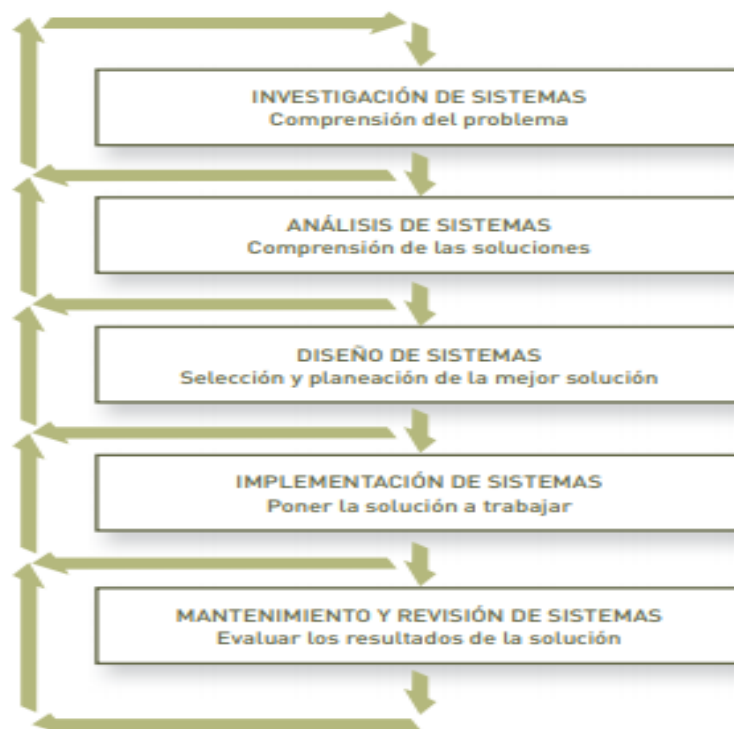 INVESTIGACIÓN DE SISTEMAS
Comprensión del problema
ANÁLISIS DE SISTEMAS
Comprensión de las soluciones
DISEÑO DE SISTEMAS
Selección y planeación de la mejor solución
IMPLEMENTACIÓN DE SISTEMAS
Poner la solución a trabajar
MANTENIMIENTO Y REVISIÓN DE SISTEMAS
Evaluar los resultados de la solución